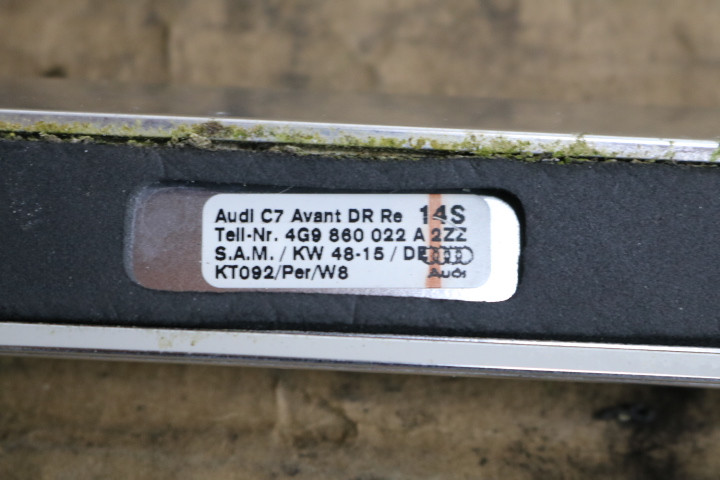 Audi C7 Avant DR Re 14S
Teil-Nr. 4G9 860 022 A 2ZZ
S.A.M. / KW 48-15 / DE
KT092/Per/W8
Audi